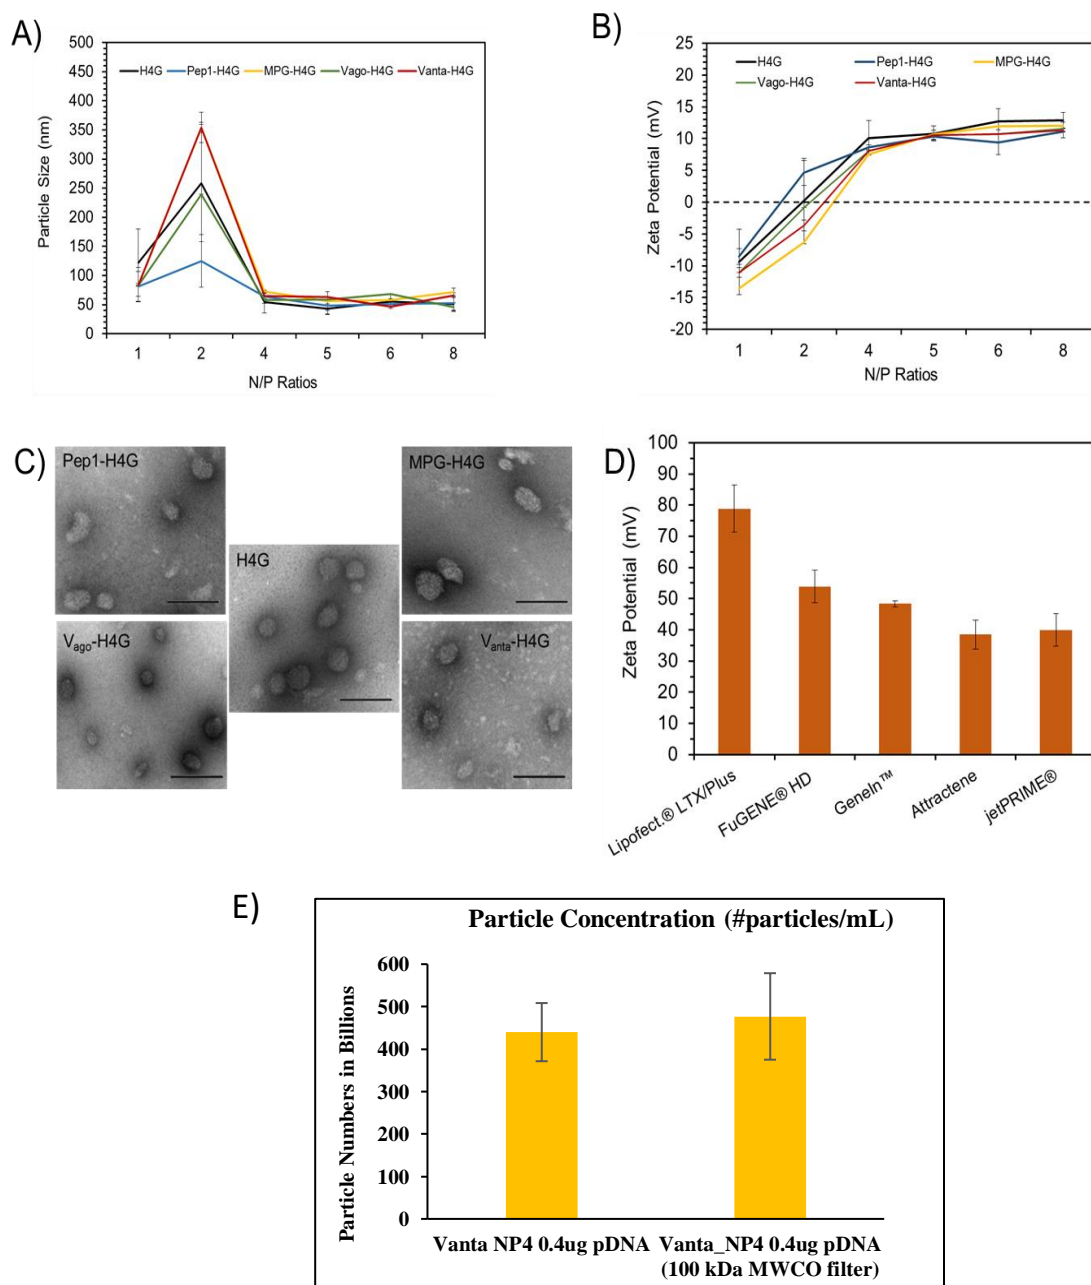 A)
500
450
400
350
300
250
200
150
100
50
0
Particle Size (nm)
H4G Pep1-H4G MPG-H4G Vago-H4G Vanta-H4G
1 2 4 5 6 8
N/P Ratios
B)
25
20
15
10
5
0
-5
-10
-15
-20
Zeta Potential (mV)
H4G Pep1-H4G MPG-H4G
Vago-H4G Vanta-H4G
1 2 4 5 6 8
N/P Ratios
C)
Pep1-H4G
MPG-H4G
H4G
Vago-H4G
Vanta-H4G
D)
100
90
80
70
60
50
40
30
20
10
0
Zeta Potential (mV)
Lipofect.® LTX/Plus
FuGENE® HD
GeneIn™
Attractene
jetPRIME®
E)
Particle Concentration (#particles/mL)
600
500
400
300
200
100
0
Particle Numbers in Billions
Vanta NP4 0.4ug pDNA Vanta_NP4 0.4ug pDNA
(100 kDa MWCO filter)